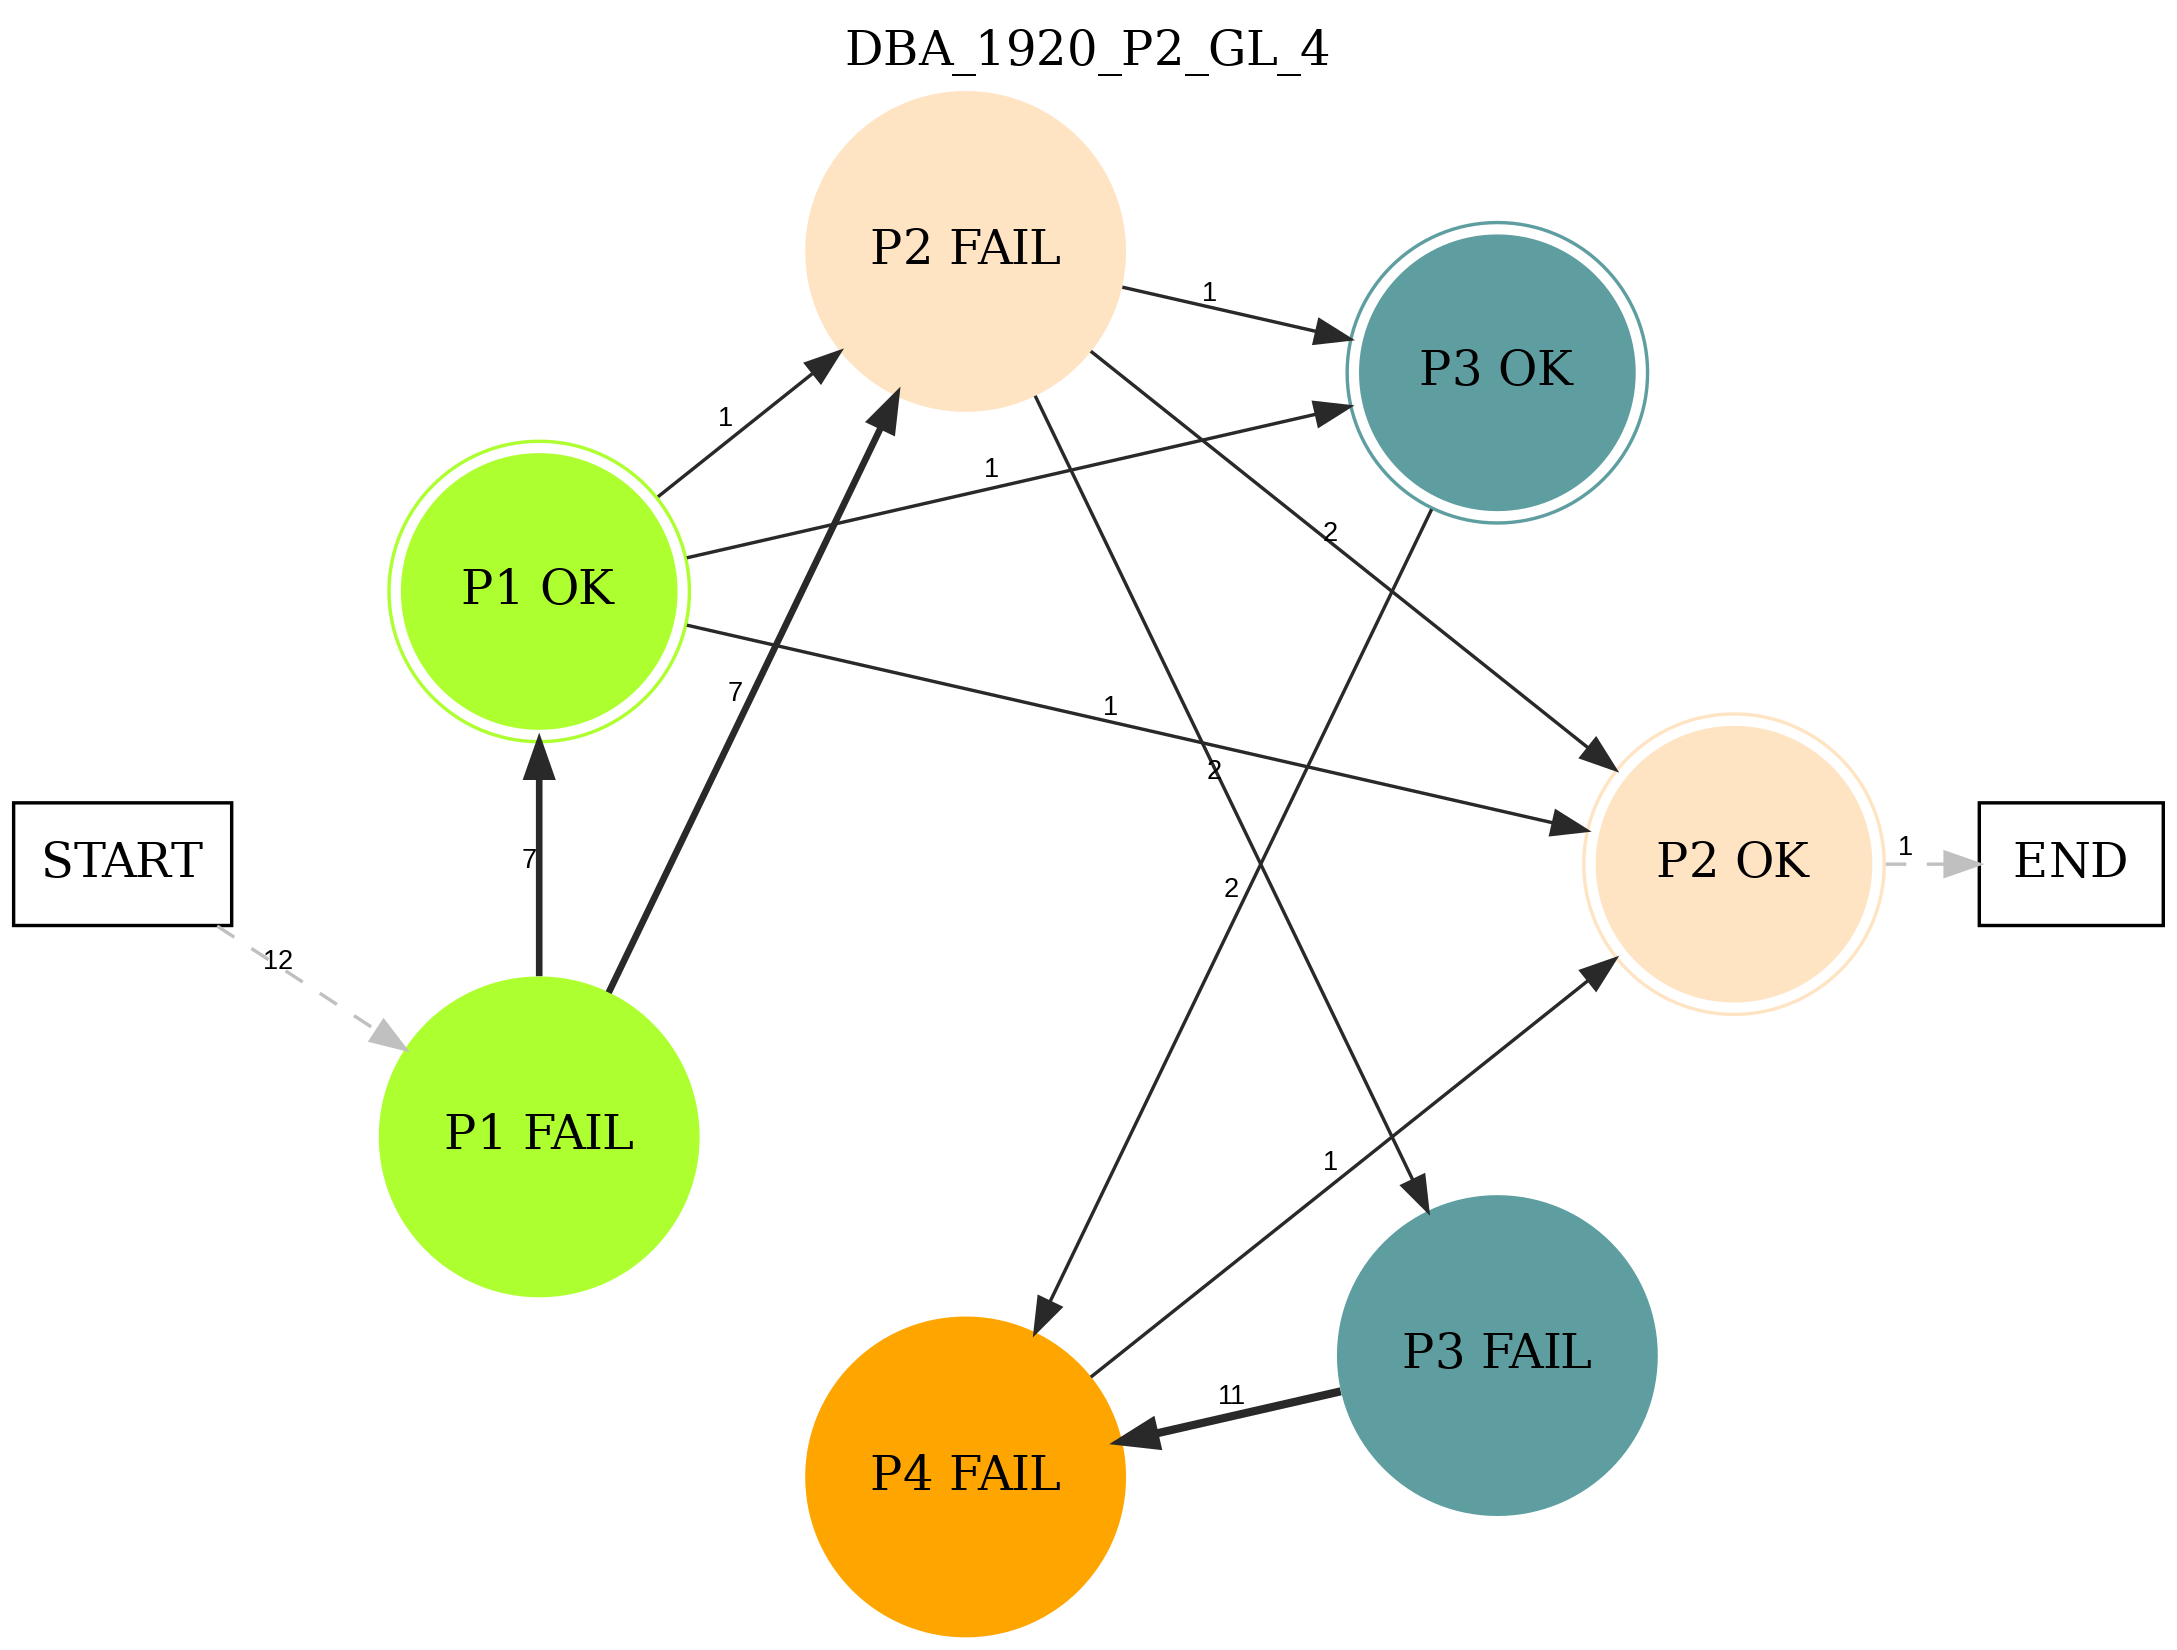 DBA_1920_P2_GL_4
P2 FAIL
1
P3 OK
1
1
2
P1 OK
7
1
2
START
7
2
P2 OK
1
END
12
P1 FAIL
1
P3 FAIL
11
P4 FAIL